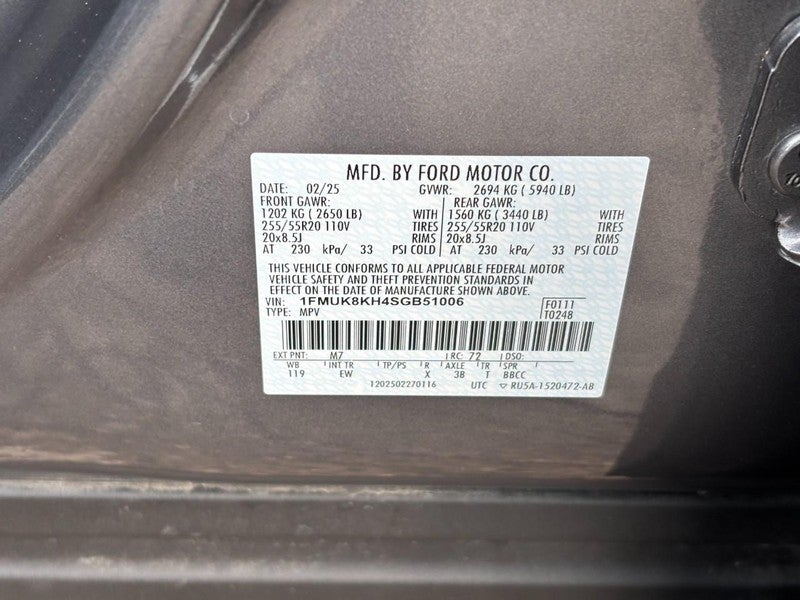 MFD. BY FORD MOTOR CO.
DATE: 02/25 GVWR: 2694 KG ( 5940 LB)
FRONT GAWR: REAR GAWR:
1202 KG ( 2650 LB) WITH 1560 KG ( 3440 LB) WITH
255/55R20 110V TIRES 255/55R20 110V TIRES
20x8.5J RIMS 20x8.5J RIMS
AT 230 kPa/ 33 PSI COLD AT 230 kPa/ 33 PSI COLD
THIS VEHICLE CONFORMS TO ALL APPLICABLE FEDERAL MOTOR
VEHICLE SAFETY AND THEFT PREVENTION STANDARDS IN
EFFECT ON THE DATE OF MANUFACTURE SHOWN ABOVE.
VIN: 1FMUK8KH4SGB51006 F0111
TYPE: MPV T0248
EXT PNT: M7 RC: 72 DSO:
WB INT TR TP/PS R AXLE TR SPR
119 EW X 3B T BBCC
1202502270116 UTC ▽ RU5A-1520472-AB